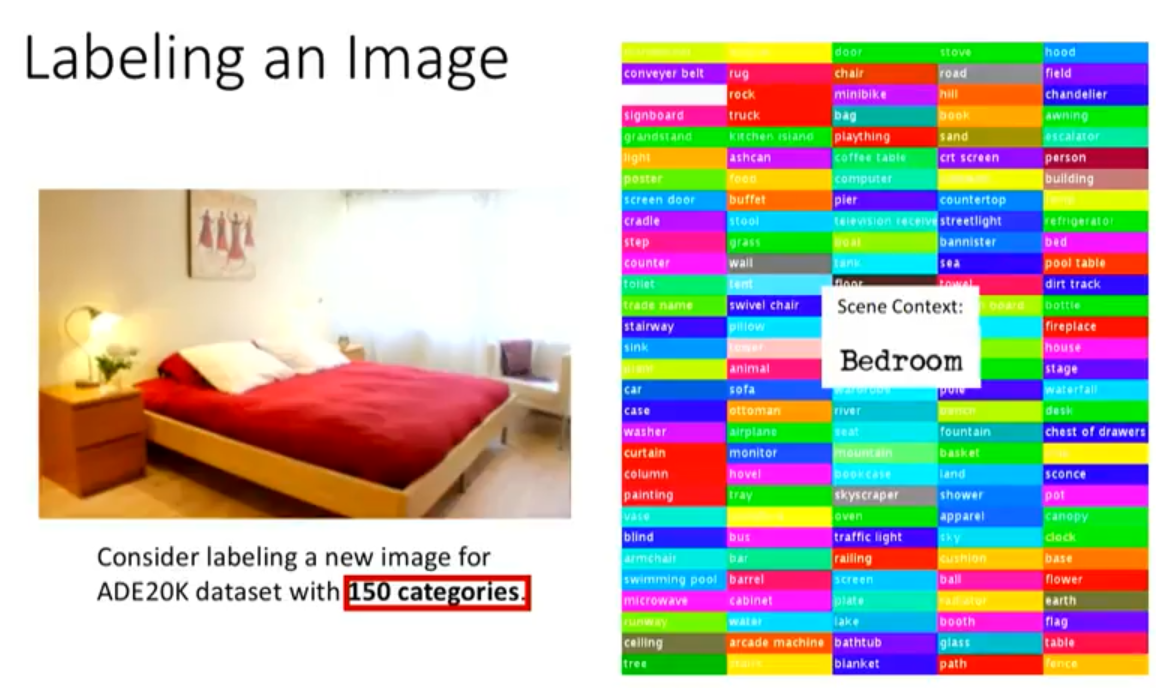 Labeling an Image
Consider labeling a new image for
ADE20K dataset with 150 categories.
door stove hood
conveyer belt rug chair road field
rock minibike hill chandelier
signboard truck bag book awning
grandstand kitchen island plaything sand escalator
light ashcan coffee table crt screen person
poster food computer building
screen door buffet pier countertop
cradle stool television receive streetlight refrigerator
step grass boat bannister bed
counter wall tank sea pool table
toilet tent floor towel dirt track
trade name swivel chair board bottle
stairway pillow fireplace
sink tower house
plant animal stage
car sofa wardrobe pole waterfall
case ottoman river bench desk
washer airplane seat fountain chest of drawers
curtain monitor mountain basket
column hovel bookcase land sconce
painting tray skyscraper shower pot
vase oven apparel canopy
blind bus traffic light sky clock
armchair bar railing cushion base
swimming pool barrel screen ball flower
microwave cabinet plate radiator earth
runway water lake booth flag
ceiling arcade machine bathtub glass table
tree stairs blanket path fence
Scene Context:
Bedroom